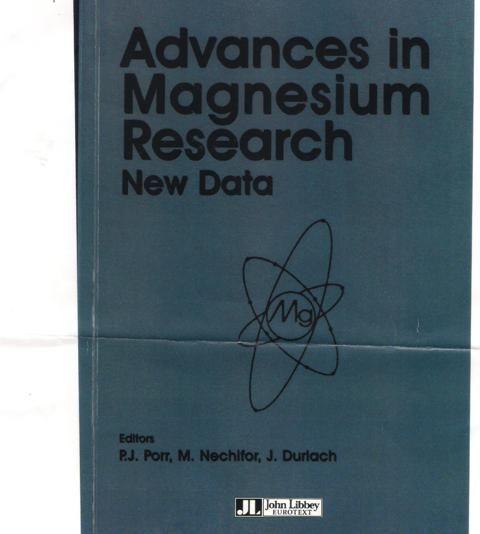 Advances in
Magnesium
Research
New Data
Mg
Editors
P.J. Porr, M. Nechifor, J. Durlach
JL John Libbey
EUROTEXT